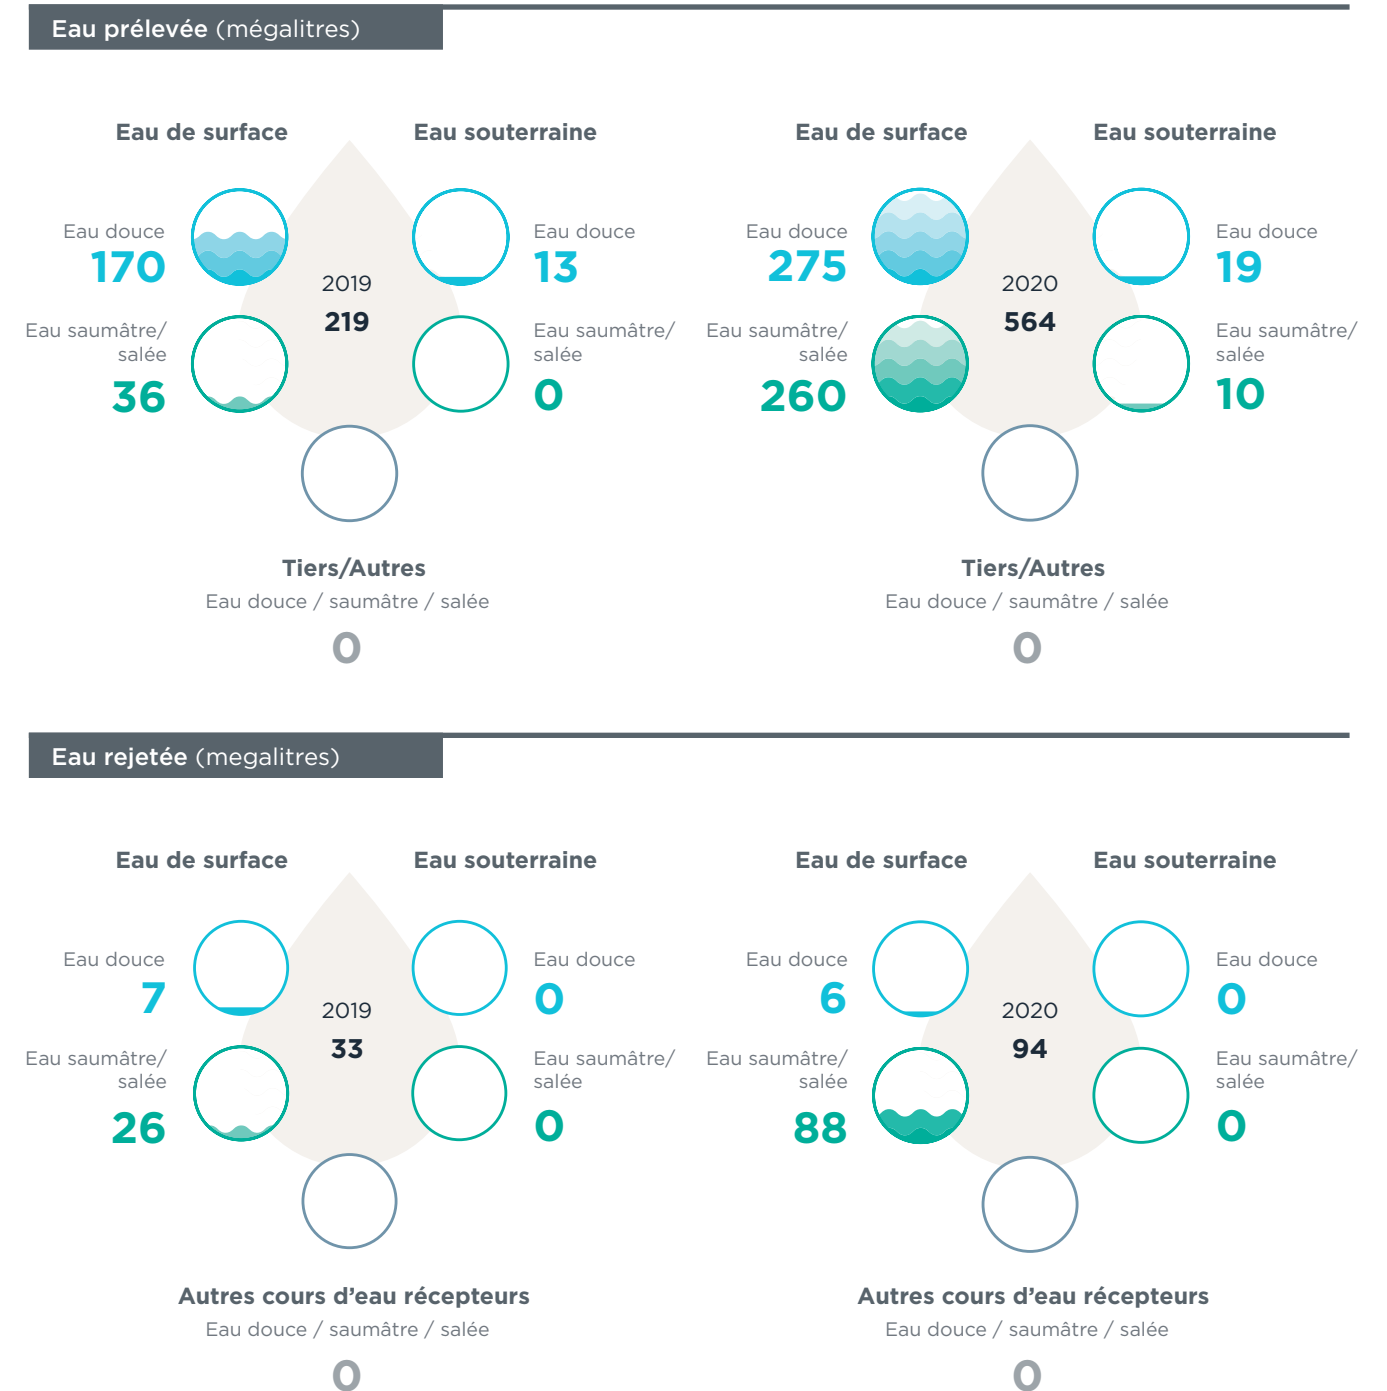 Eau prélevée (mégalitres)
Eau de surface
Eau souterraine
Eau douce
170
Eau saumâtre/
salée
36
2019
219
Eau douce
13
Eau saumâtre/
salée
0
Tiers/Autres
Eau douce / saumâtre / salée
0
Eau de surface
Eau souterraine
Eau douce
275
Eau saumâtre/
salée
260
2020
564
Eau douce
19
Eau saumâtre/
salée
10
Tiers/Autres
Eau douce / saumâtre / salée
0
Eau rejetée (megalitres)
Eau de surface
Eau souterraine
Eau douce
7
Eau saumâtre/
salée
26
2019
33
Eau douce
0
Eau saumâtre/
salée
0
Autres cours d’eau récepteurs
Eau douce / saumâtre / salée
0
Eau de surface
Eau souterraine
Eau douce
6
Eau saumâtre/
salée
88
2020
94
Eau douce
0
Eau saumâtre/
salée
0
Autres cours d’eau récepteurs
Eau douce / saumâtre / salée
0